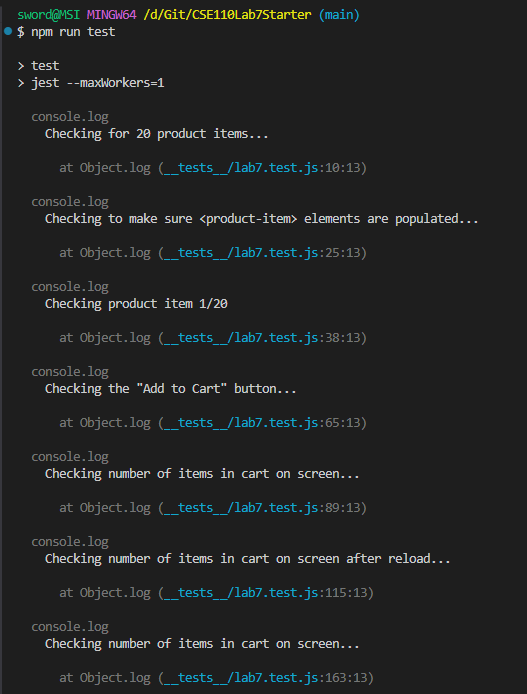 sword@MSI MINGW64 /d/Git/CSE110Lab7Starter (main)
$ npm run test
> test
> jest --maxWorkers=1
console.log
Checking for 20 product items...
at Object.log (__tests__/lab7.test.js:10:13)
console.log
Checking to make sure <product-item> elements are populated...
at Object.log (__tests__/lab7.test.js:25:13)
console.log
Checking product item 1/20
at Object.log (__tests__/lab7.test.js:38:13)
console.log
Checking the "Add to Cart" button...
at Object.log (__tests__/lab7.test.js:65:13)
console.log
Checking number of items in cart on screen...
at Object.log (__tests__/lab7.test.js:89:13)
console.log
Checking number of items in cart on screen after reload...
at Object.log (__tests__/lab7.test.js:115:13)
console.log
Checking number of items in cart on screen...
at Object.log (__tests__/lab7.test.js:163:13)